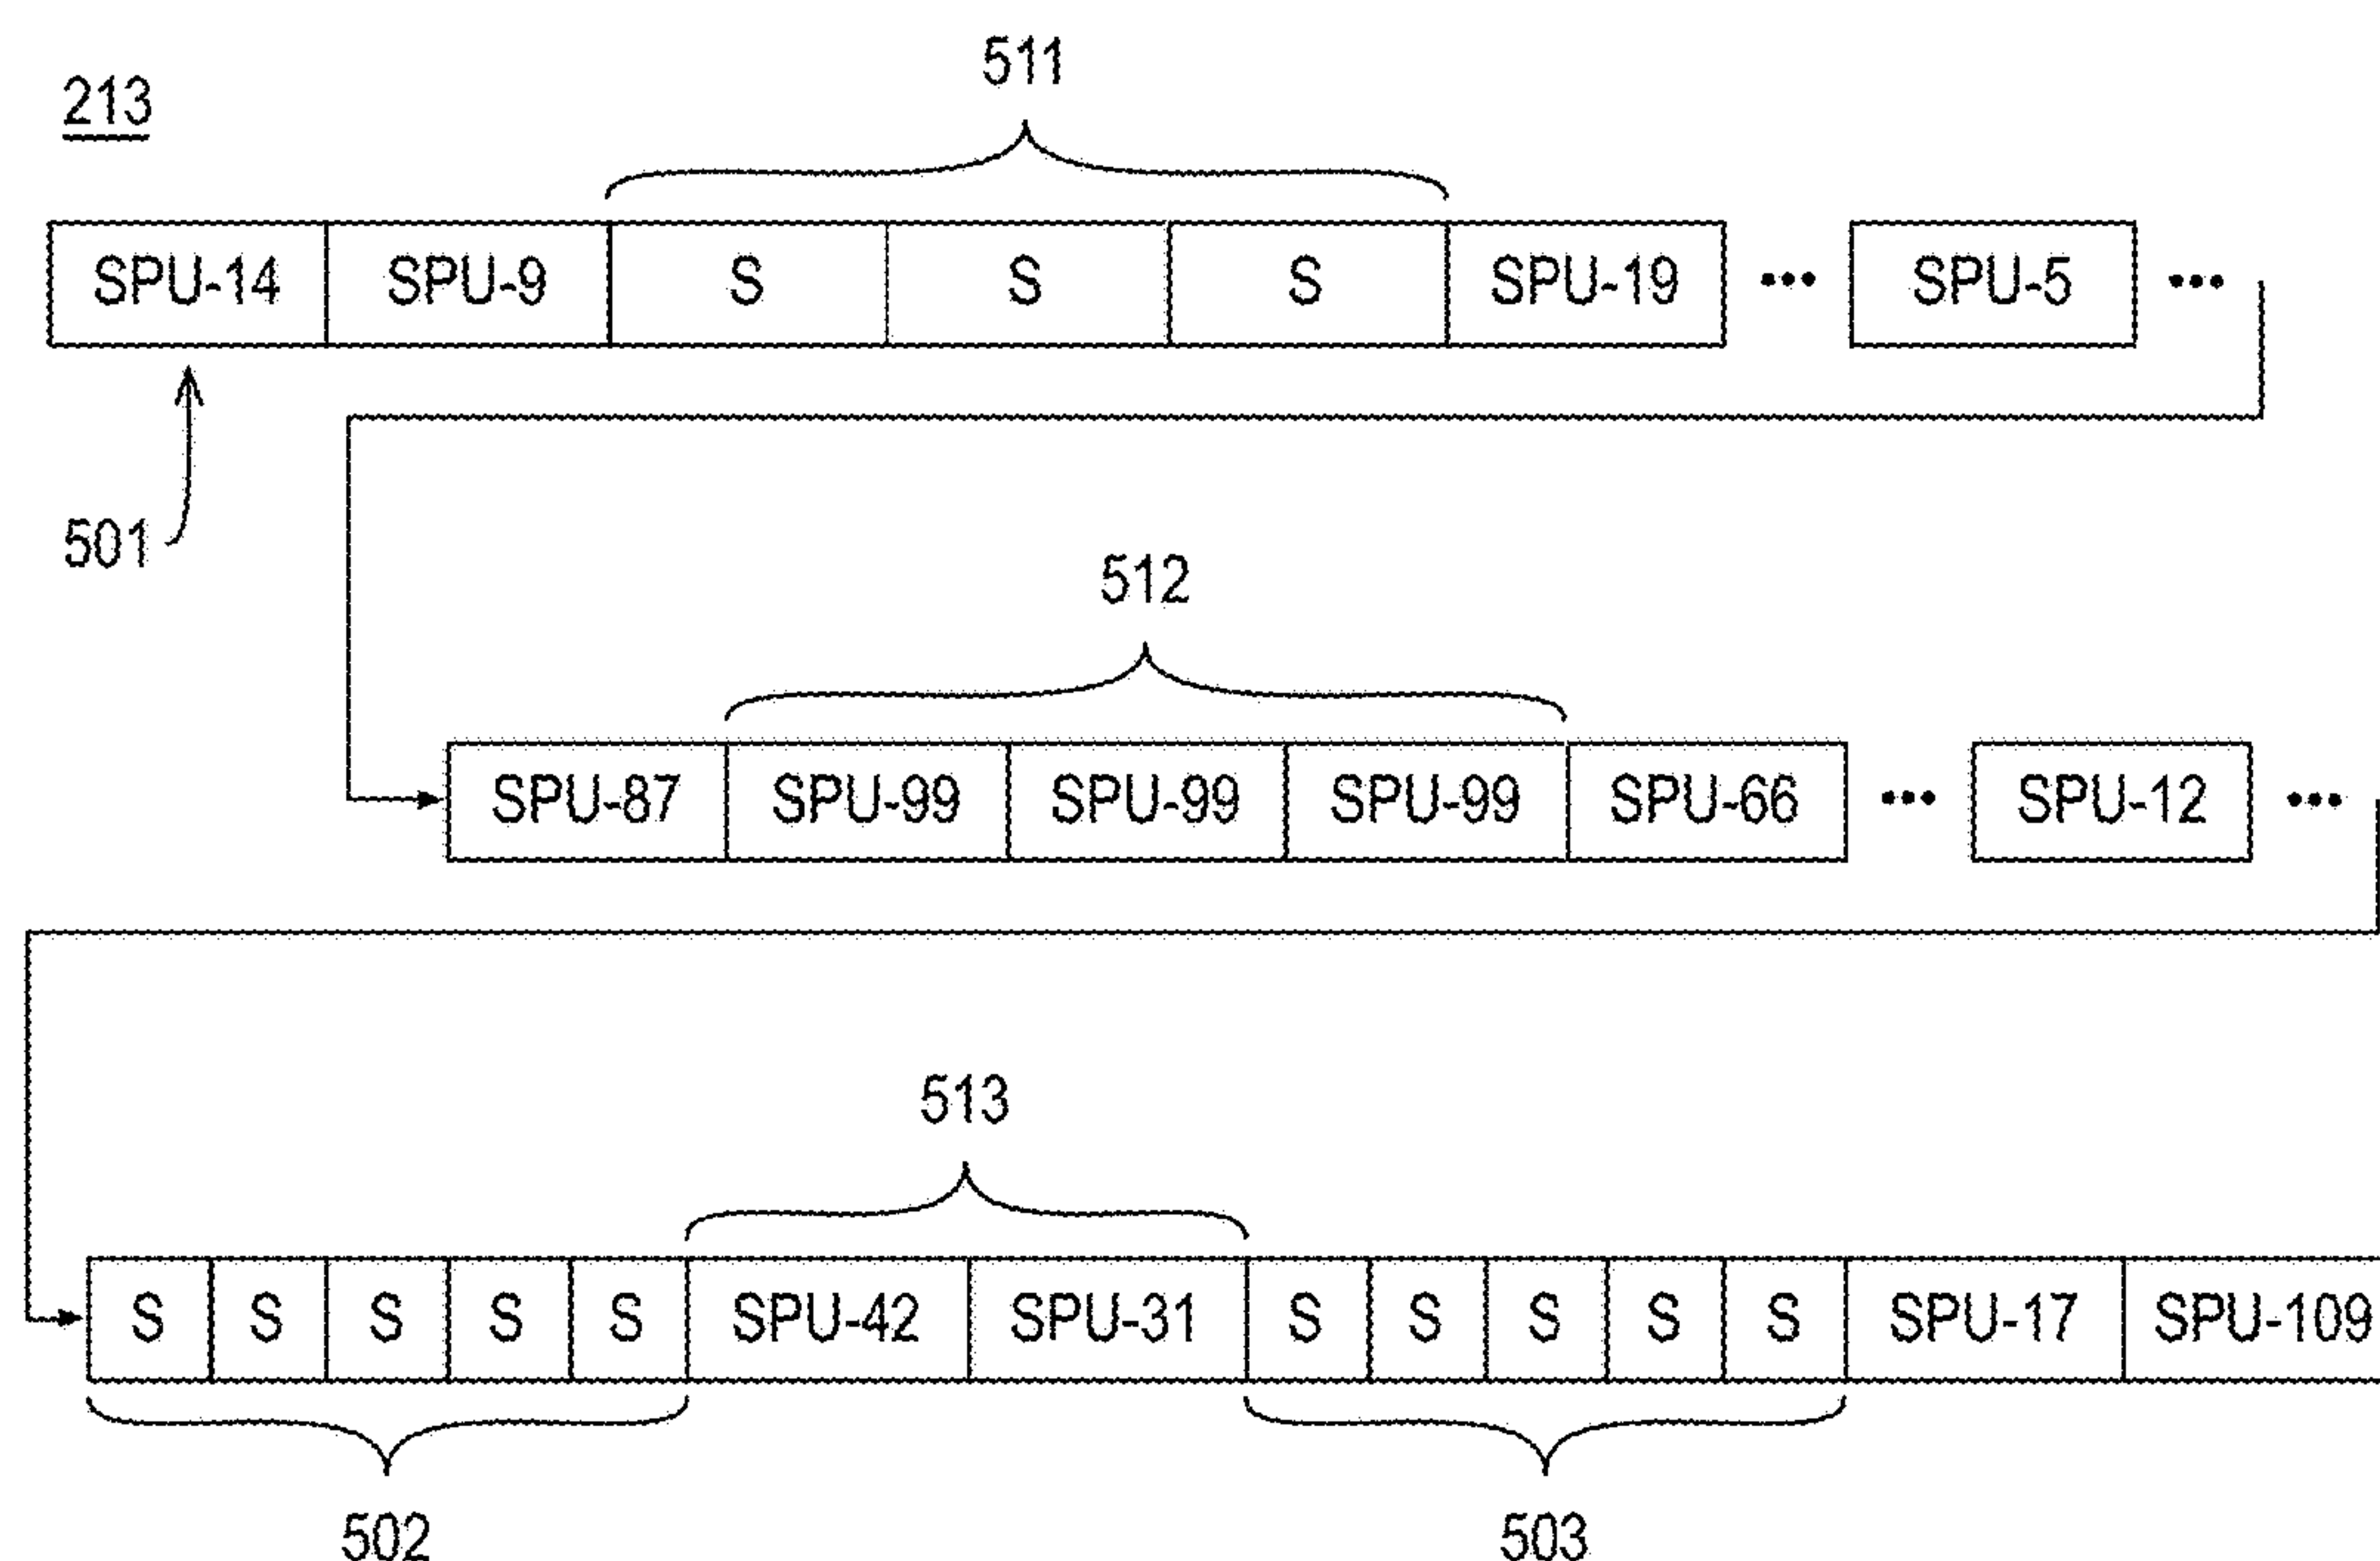 511
213
SPU-14 SPU-9 S S S SPU-19 ... SPU-5 ...
501
512
SPU-87 SPU-99 SPU-99 SPU-99 SPU-66 ... SPU-12 ...
513
S S S S S SPU-42 SPU-31 S S S S S SPU-17 SPU-109
502 503